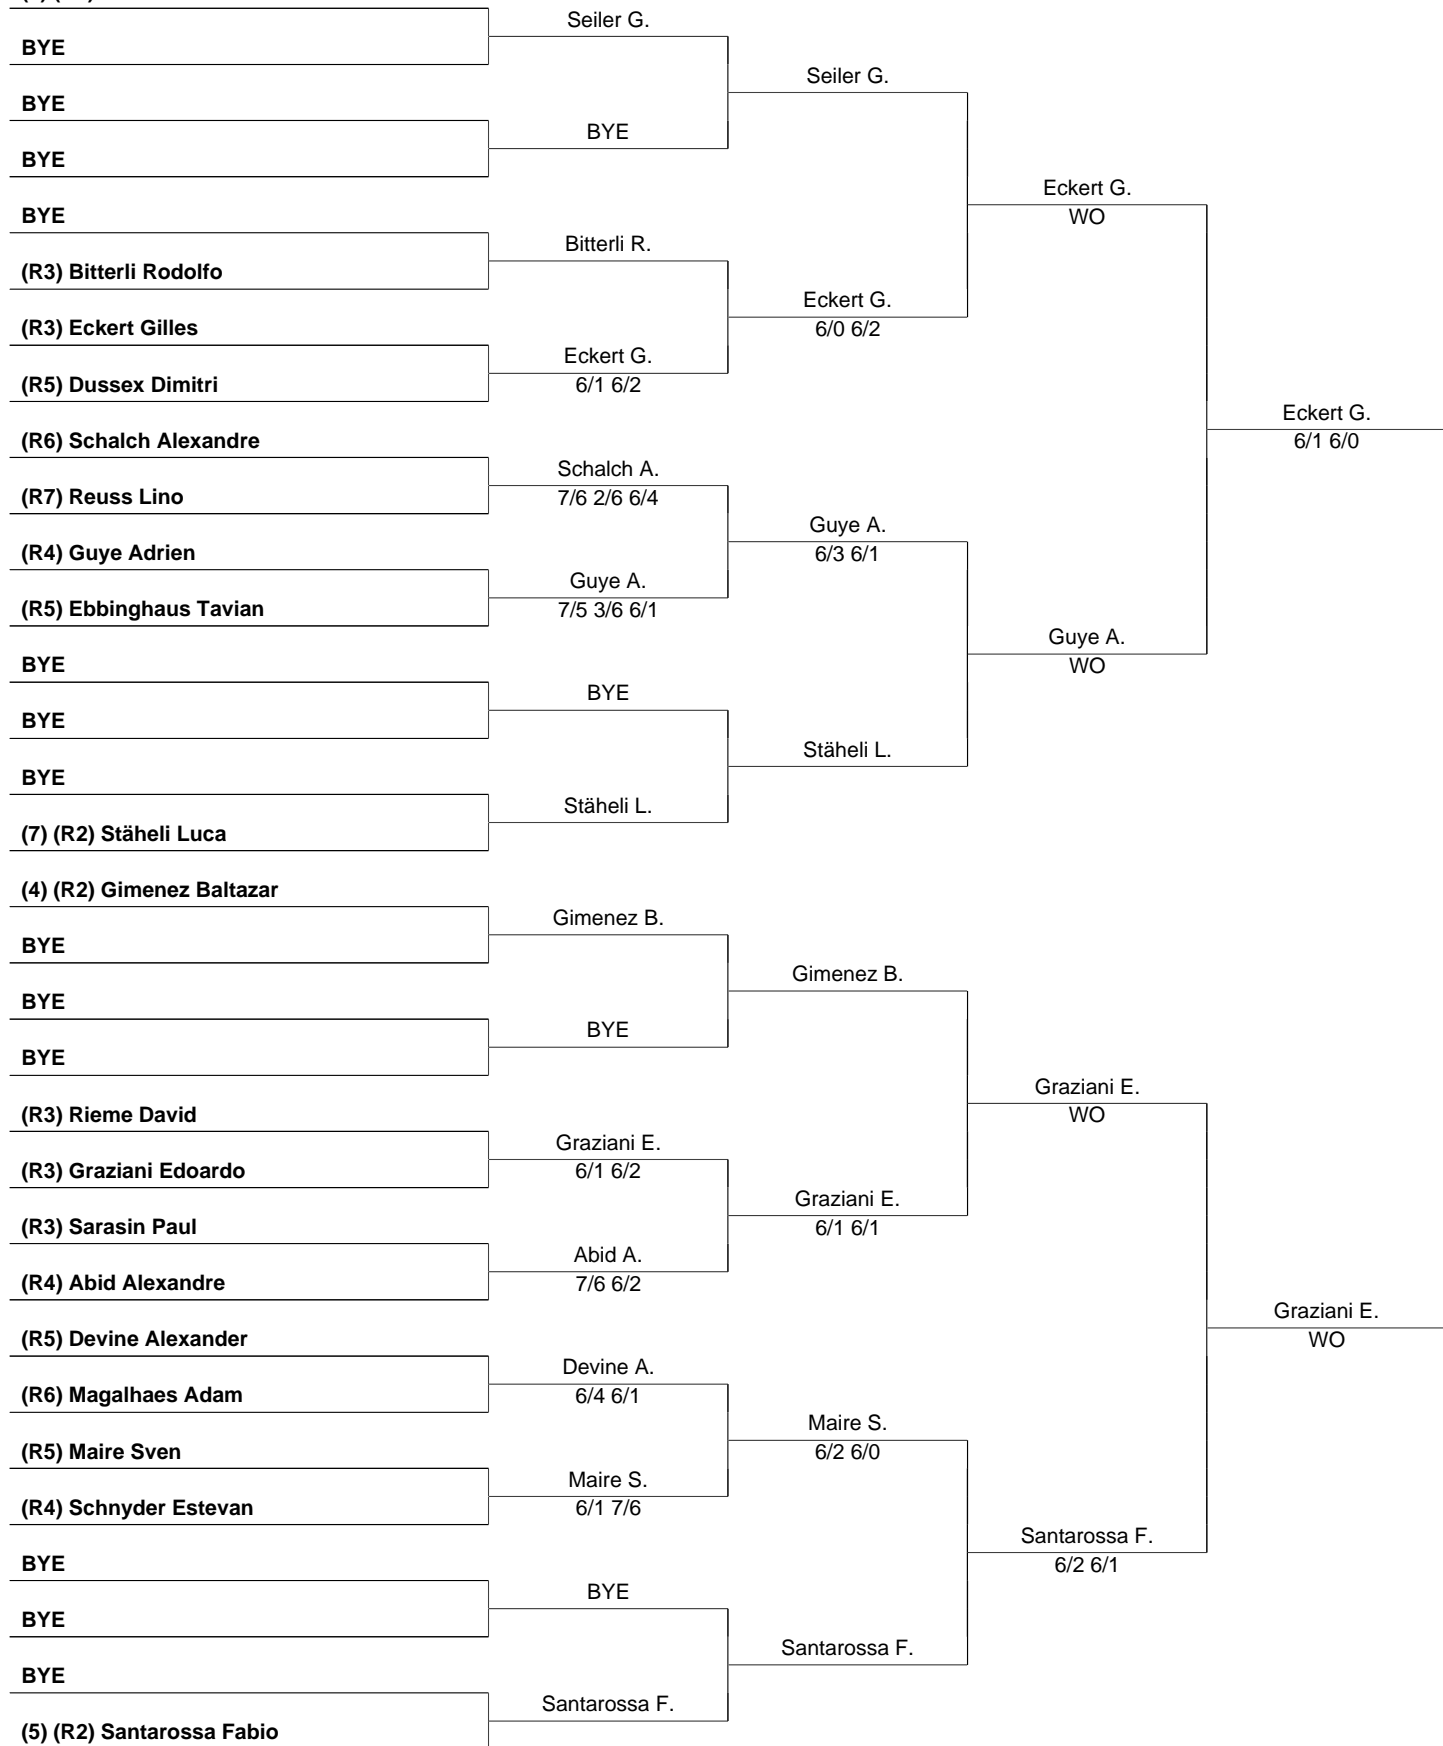 Seiler G.
BYE
Seiler G.
BYE
BYE
BYE
Eckert G.
BYE
WO
Bitterli R.
(R3) Bitterli Rodolfo
Eckert G.
(R3) Eckert Gilles
6/0 6/2
Eckert G.
(R5) Dussex Dimitri
6/1 6/2
Eckert G.
(R6) Schalch Alexandre
6/1 6/0
Schalch A.
(R7) Reuss Lino
7/6 2/6 6/4
Guye A.
(R4) Guye Adrien
6/3 6/1
Guye A.
(R5) Ebbinghaus Tavian
7/5 3/6 6/1
Guye A.
BYE
WO
BYE
BYE
Stäheli L.
BYE
Stäheli L.
(7) (R2) Stäheli Luca
(4) (R2) Gimenez Baltazar
Gimenez B.
BYE
Gimenez B.
BYE
BYE
BYE
Graziani E.
(R3) Rieme David
WO
Graziani E.
(R3) Graziani Edoardo
6/1 6/2
Graziani E.
(R3) Sarasin Paul
6/1 6/1
Abid A.
(R4) Abid Alexandre
7/6 6/2
Graziani E.
(R5) Devine Alexander
WO
Devine A.
(R6) Magalhaes Adam
6/4 6/1
Maire S.
(R5) Maire Sven
6/2 6/0
Maire S.
(R4) Schnyder Estevan
6/1 7/6
Santarossa F.
BYE
6/2 6/1
BYE
BYE
Santarossa F.
BYE
Santarossa F.
(5) (R2) Santarossa Fabio